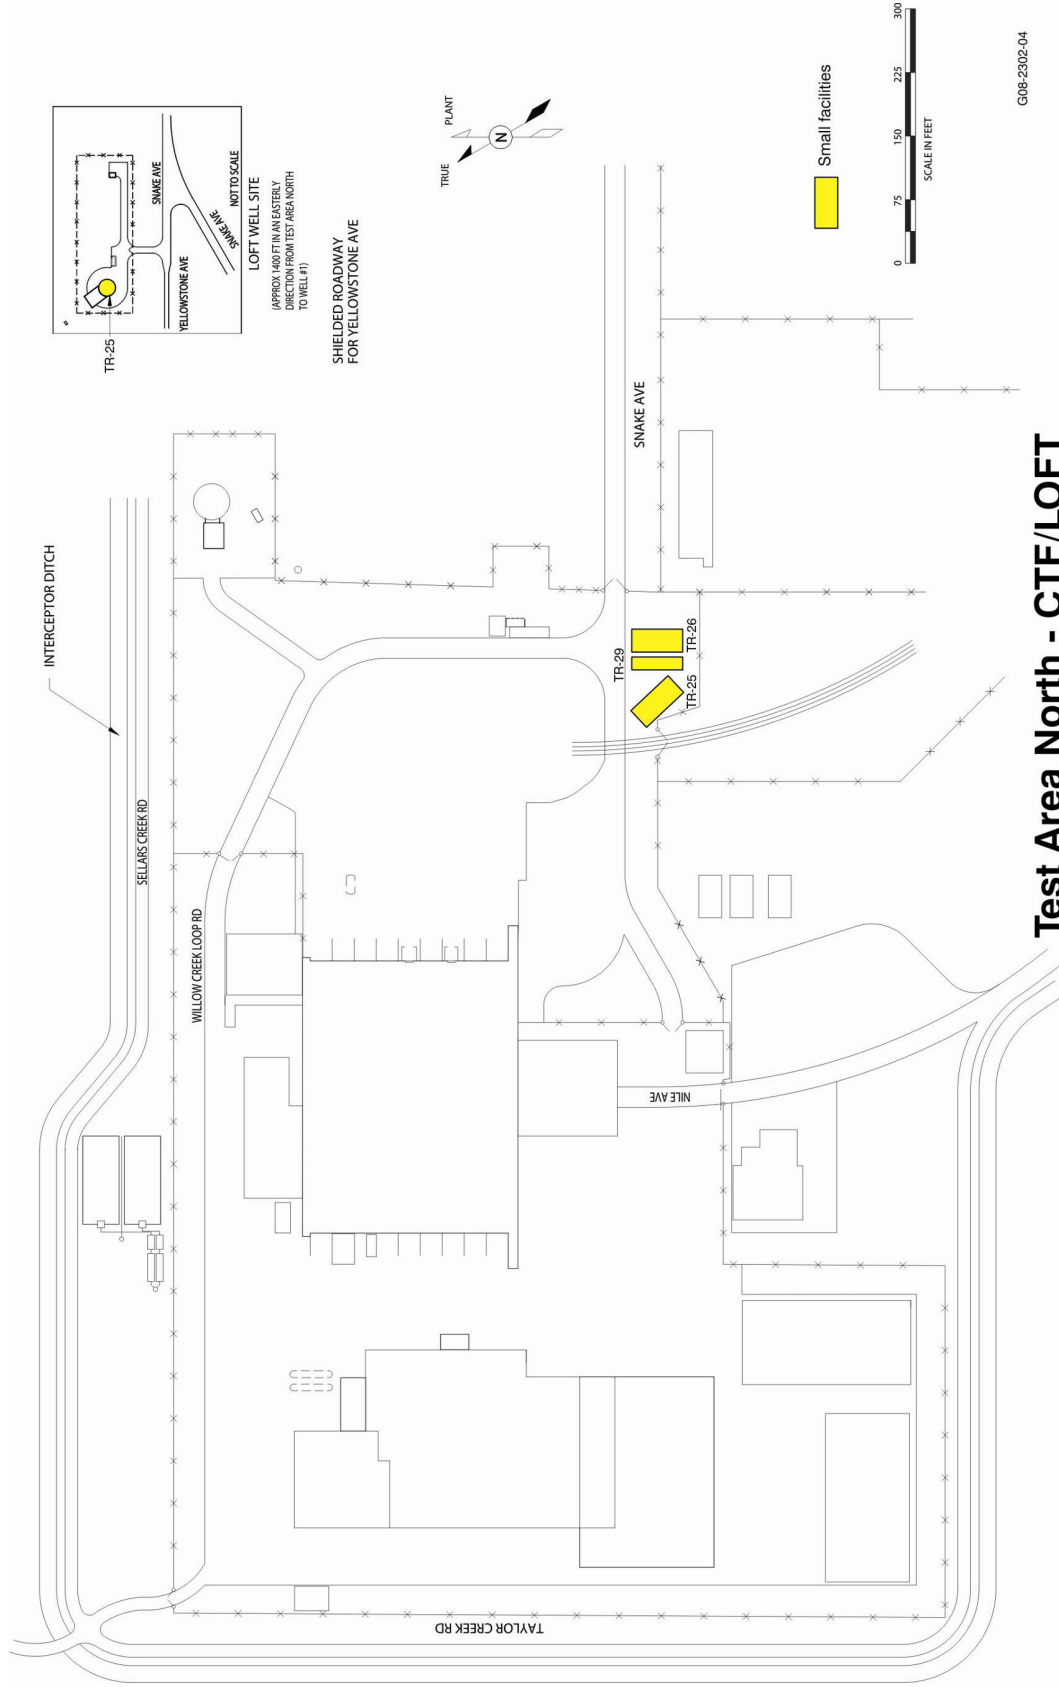 INTERCEPTOR DITCH
SELLARS CREEK RD
WILLOW CREEK LOOP RD
TAYLOR CREEK RD
NILE AVE
SNAKE AVE
TR-29
TR-26
TR-25
TR-25
YELLOWSTONE AVE
SNAKE AVE
SNAKE AVE
NOT TO SCALE
LOFT WELL SITE
(APPROX 1400 FT IN AN EASTERLY
DIRECTION FROM TEST AREA NORTH
TO WELL #1)
SHIELDED ROADWAY
FOR YELLOWSTONE AVE
TRUE
PLANT
N
Small facilities
0 75 150 225 300
SCALE IN FEET
G08-2302-04
Test Area North - CTF/LOFT